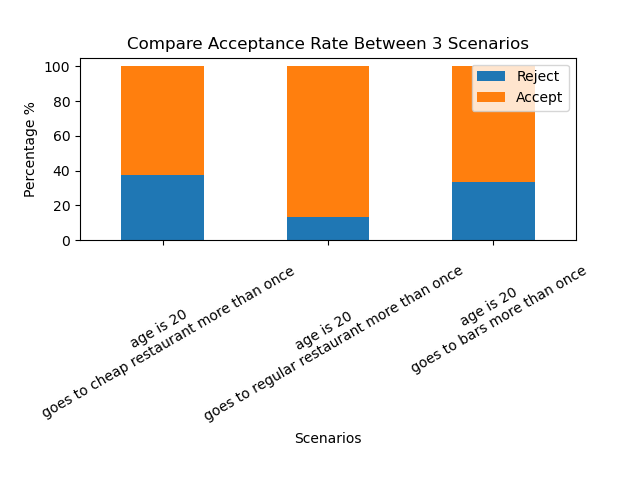 Compare Acceptance Rate Between 3 Scenarios
Reject
Accept
Percentage %
100
80
60
40
20
0
age is 20
goes to cheap restaurant more than once
age is 20
goes to regular restaurant more than once
age is 20
goes to bars more than once
Scenarios